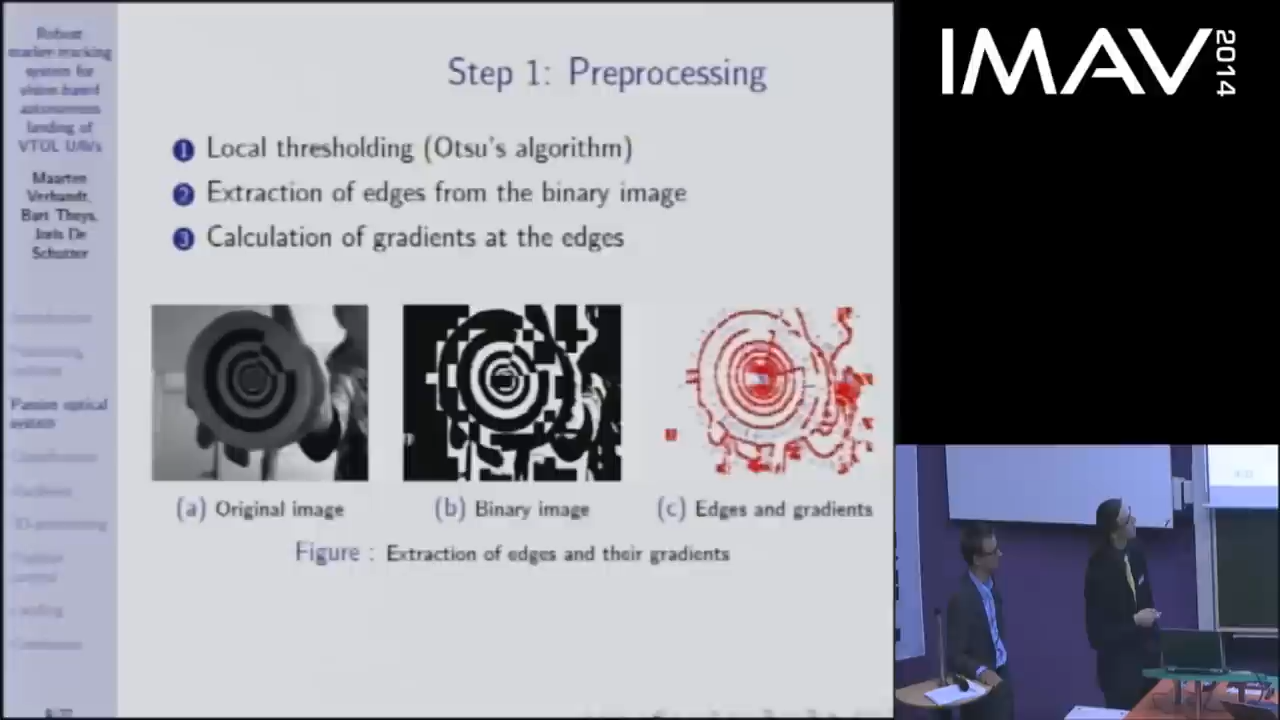 Robust
marker tracking
system for
vision based
autonomous
landing of
VTOL UAVs
Maarten
Verbandt,
Bart Theys,
Joris De
Schutter
Passive optical
system
Step 1: Preprocessing
1 Local thresholding (Otsu's algorithm)
2 Extraction of edges from the binary image
3 Calculation of gradients at the edges
(a) Original image
(b) Binary image
(c) Edges and gradients
Figure : Extraction of edges and their gradients
IMAV
2014